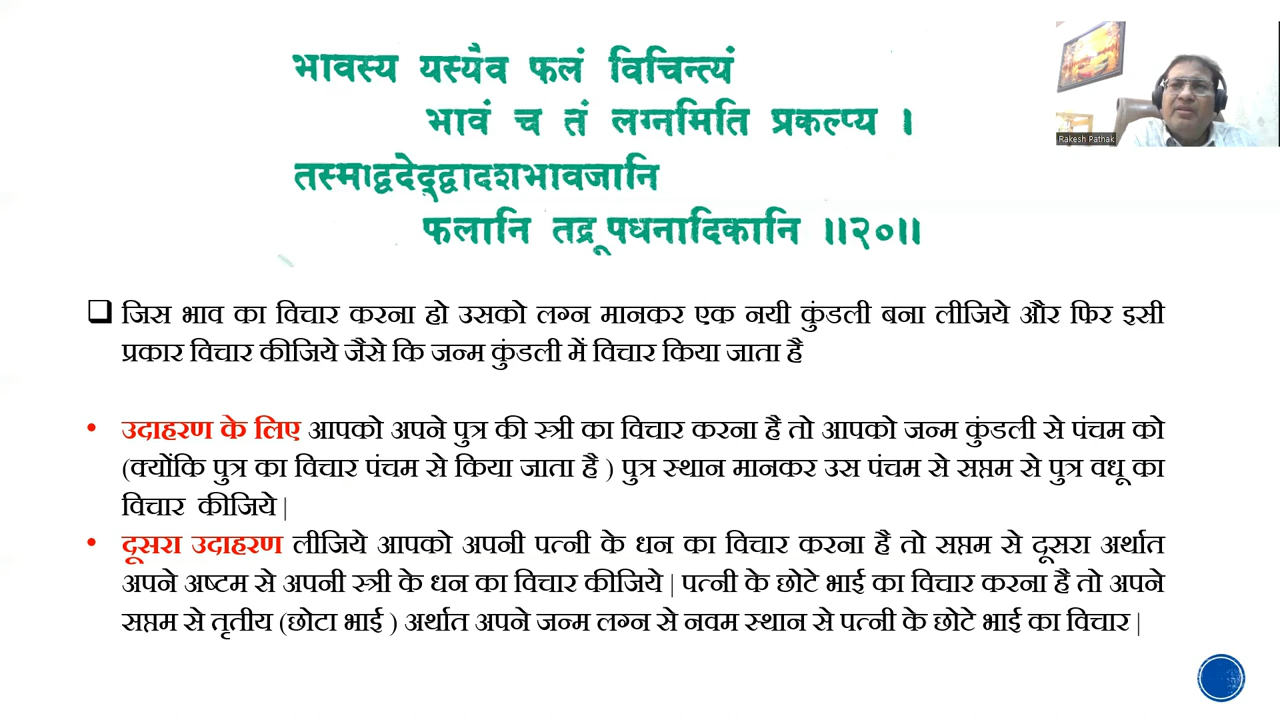 भावस्य यस्यैव फलं विचिन्त्यं
भावं च तं लग्नमिति प्रकल्प्य ।
तस्माद्वदेद्द्वादशभावजानि
फलानि तद्रूपधनादिकानि ॥२०॥
Rakesh Pathak
जिस भाव का विचार करना हो उसको लग्न मानकर एक नयी कुंडली बना लीजिये और फिर इसी
प्रकार विचार कीजिये जैसे कि जन्म कुंडली में विचार किया जाता है
• उदाहरण के लिए आपको अपने पुत्र की स्त्री का विचार करना है तो आपको जन्म कुंडली से पंचम को
(क्योंकि पुत्र का विचार पंचम से किया जाता है ) पुत्र स्थान मानकर उस पंचम से सप्तम से पुत्र वधू का
विचार कीजिये |
• दूसरा उदाहरण लीजिये आपको अपनी पत्नी के धन का विचार करना है तो सप्तम से दूसरा अर्थात
अपने अष्टम से अपनी स्त्री के धन का विचार कीजिये | पत्नी के छोटे भाई का विचार करना है तो अपने
सप्तम से तृतीय (छोटा भाई ) अर्थात अपने जन्म लग्न से नवम स्थान से पत्नी के छोटे भाई का विचार |